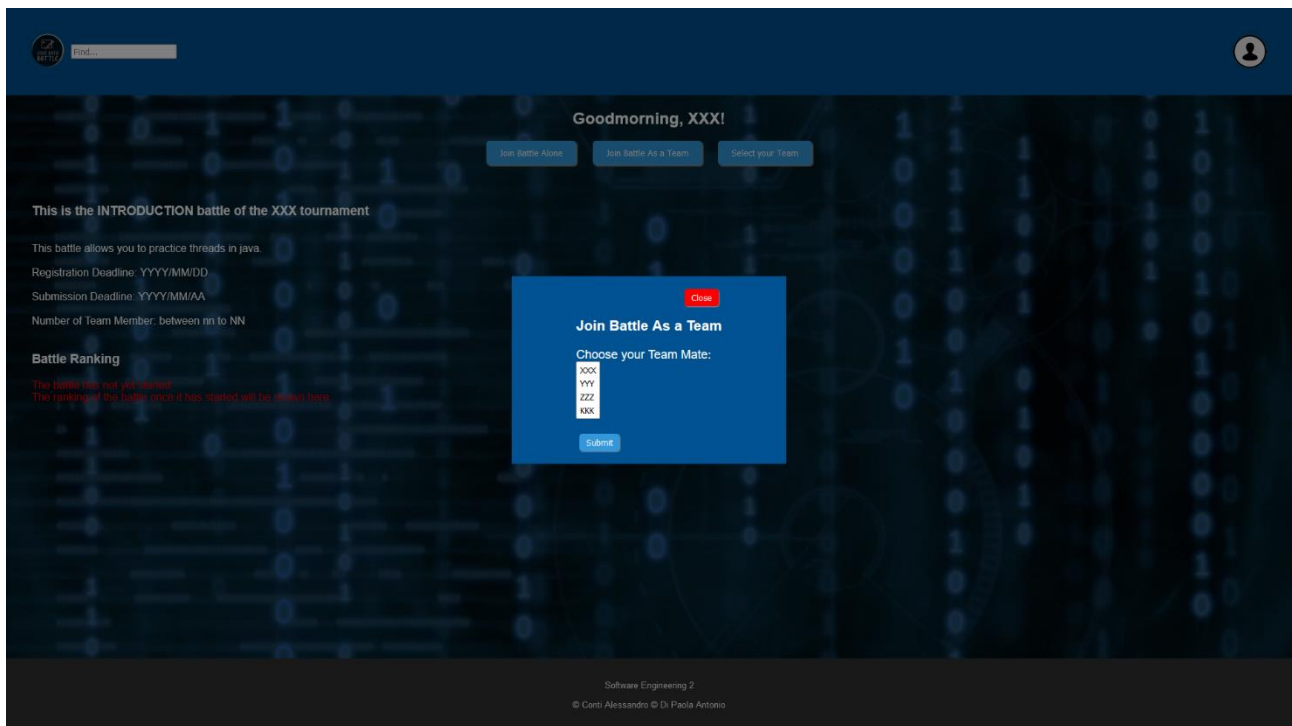 BATTLE
Find...
Goodmorning, XXX!
Join Battle Alone
Join Battle As a Team
Select your Team
This is the INTRODUCTION battle of the XXX tournament
This battle allows you to practice threads in java.
Registration Deadline: YYYY/MM/DD
Submission Deadline: YYYY/MM/AA
Number of Team Member: between nn to NN
Battle Ranking
The battle has not yet started.
The ranking of the battle once it has started will be shown here.
Close
Join Battle As a Team
Choose your Team Mate:
XXX
YYY
ZZZ
KKK
Submit
Software Engineering 2
© Conti Alessandro © Di Paola Antonio